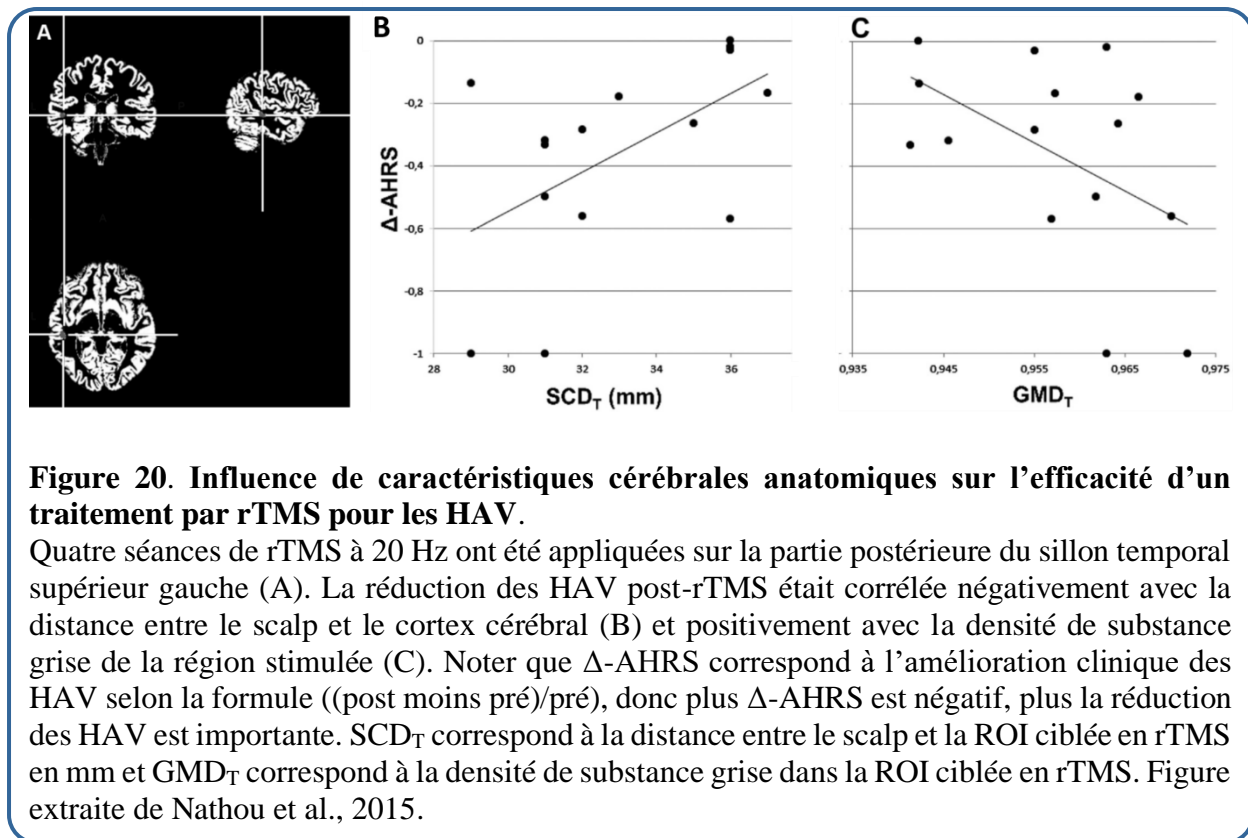 A
B
C
0
-0,2
-0,4
-0,6
-0,8
-1
Δ-AHRS
28 30 32 34 36
SCDT (mm)
0,935 0,945 0,955 0,965 0,975
GMDT
Figure 20. Influence de caractéristiques cérébrales anatomiques sur l’efficacité d’un
traitement par rTMS pour les HAV.
Quatre séances de rTMS à 20 Hz ont été appliquées sur la partie postérieure du sillon temporal
supérieur gauche (A). La réduction des HAV post-rTMS était corrélée négativement avec la
distance entre le scalp et le cortex cérébral (B) et positivement avec la densité de substance
grise de la région stimulée (C). Noter que Δ-AHRS correspond à l’amélioration clinique des
HAV selon la formule ((post moins pré)/pré), donc plus Δ-AHRS est négatif, plus la réduction
des HAV est importante. SCDT correspond à la distance entre le scalp et la ROI ciblée en rTMS
en mm et GMDT correspond à la densité de substance grise dans la ROI ciblée en rTMS. Figure
extraite de Nathou et al., 2015.